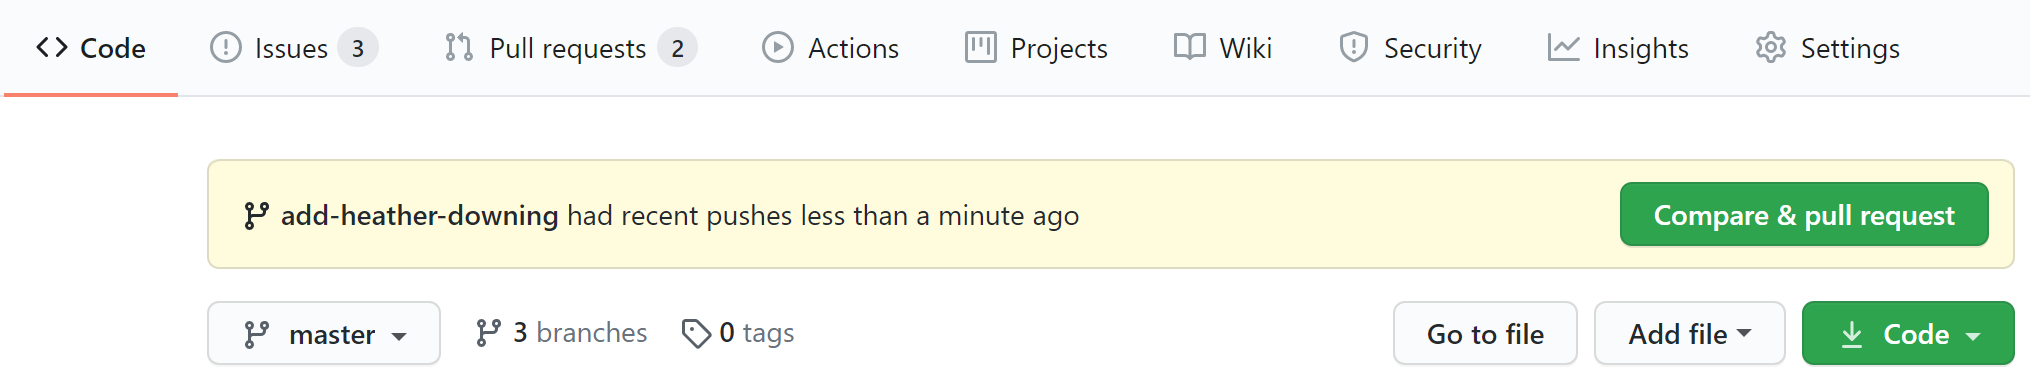 Code Issues 3 Pull requests 2 Actions Projects Wiki Security Insights Settings
add-heather-downing had recent pushes less than a minute ago Compare & pull request
master 3 branches 0 tags Go to file Add file Code